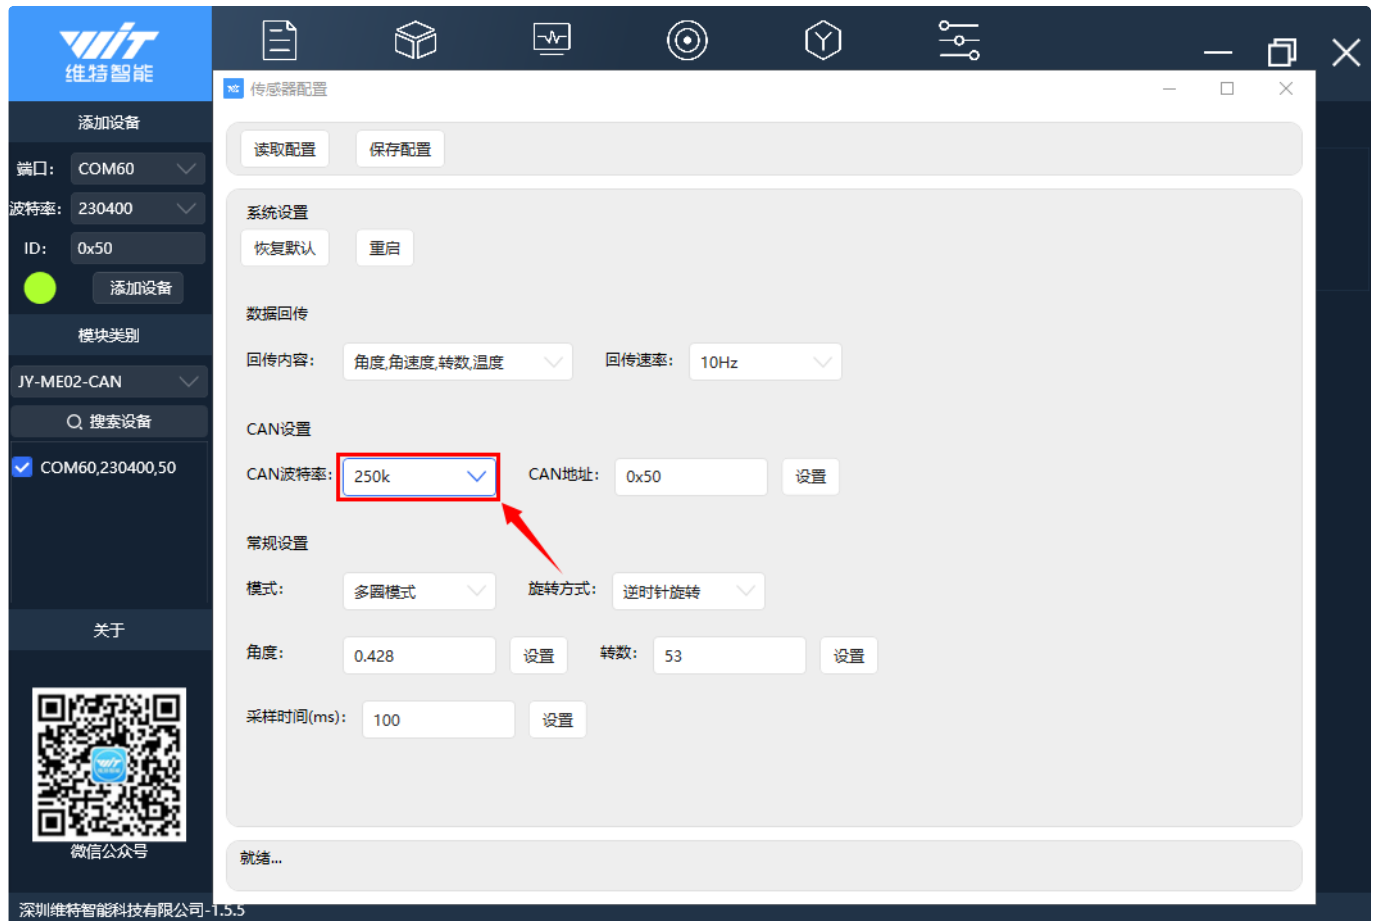 WIT
维特智能
传感器配置
添加设备
端口： COM60
波特率： 230400
ID： 0x50
添加设备
模块类别
JY-ME02-CAN
搜索设备
COM60,230400,50
关于
微信公众号
深圳维特智能科技有限公司-1.5.5
读取配置 保存配置
系统设置
恢复默认 重启
数据回传
回传内容： 角度,角速度,转数,温度 回传速率： 10Hz
CAN设置
CAN波特率： 250k CAN地址： 0x50 设置
常规设置
模式： 多圈模式 旋转方式： 逆时针旋转
角度： 0.428 设置 转数： 53 设置
采样时间(ms)： 100 设置
就绪...